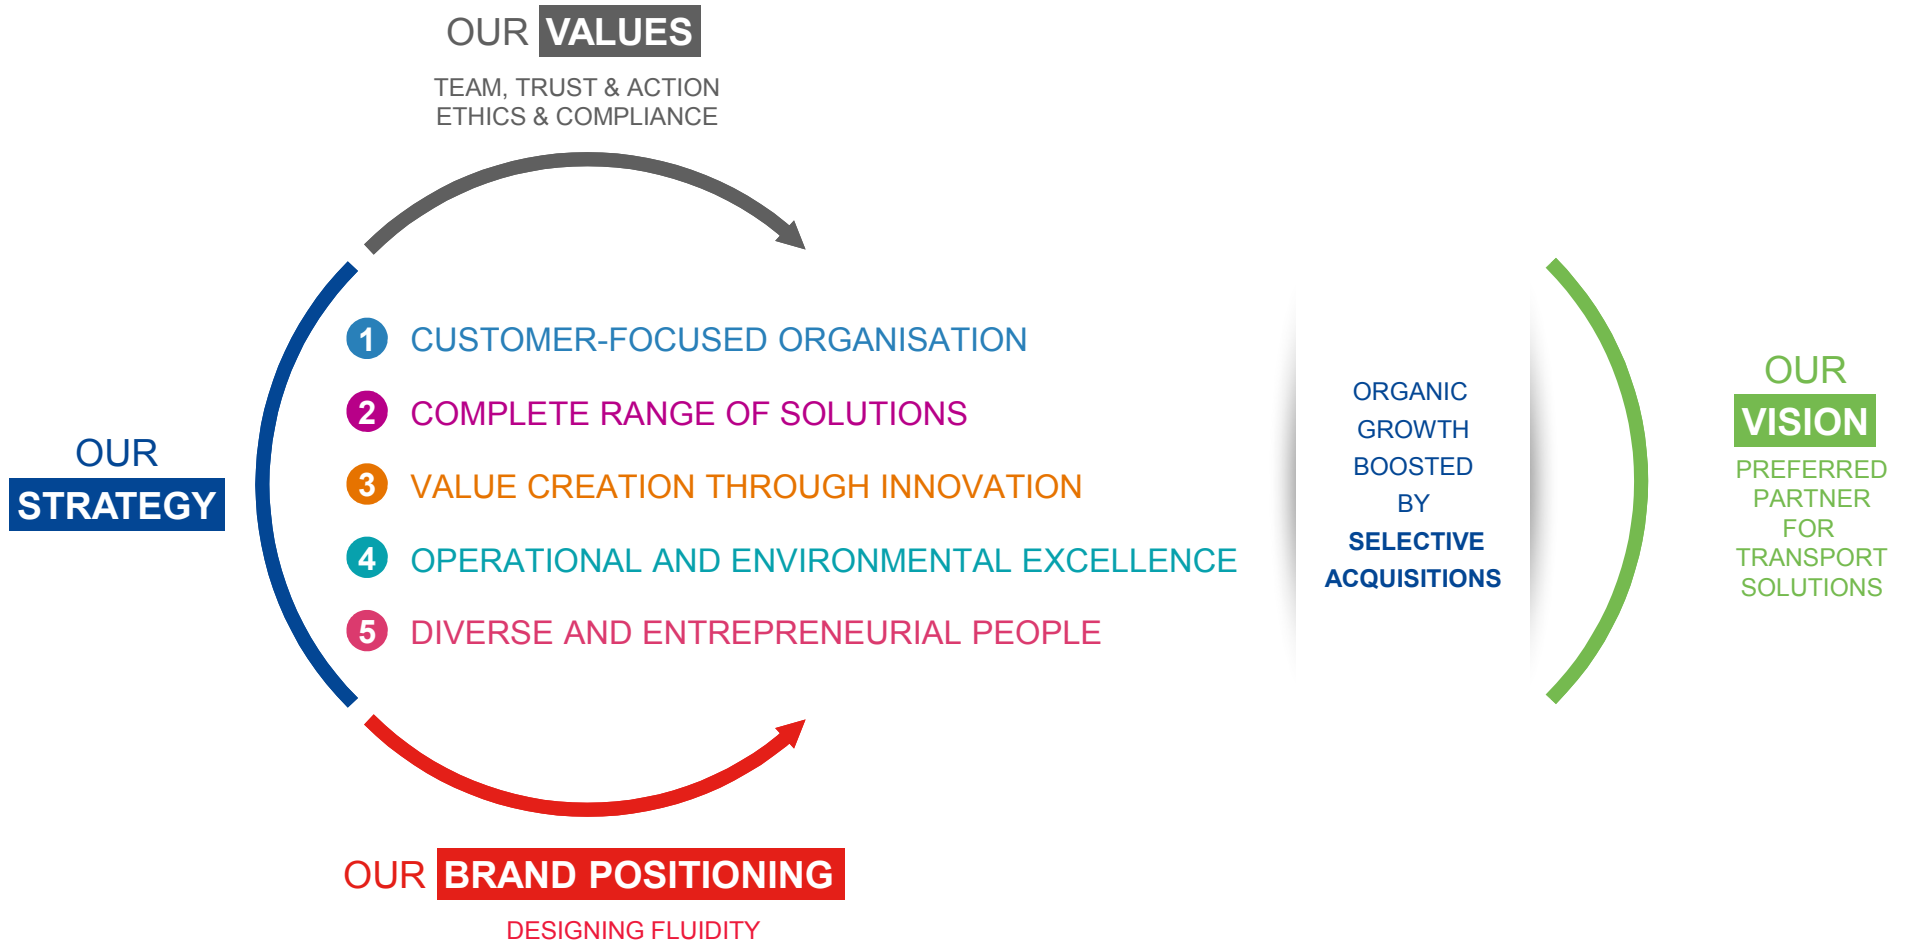 OUR VALUES
TEAM, TRUST & ACTION
ETHICS & COMPLIANCE
OUR
STRATEGY
1 CUSTOMER-FOCUSED ORGANISATION
2 COMPLETE RANGE OF SOLUTIONS
3 VALUE CREATION THROUGH INNOVATION
4 OPERATIONAL AND ENVIRONMENTAL EXCELLENCE
5 DIVERSE AND ENTREPRENEURIAL PEOPLE
ORGANIC
GROWTH
BOOSTED
BY
SELECTIVE
ACQUISITIONS
OUR
VISION
PREFERRED
PARTNER
FOR
TRANSPORT
SOLUTIONS
OUR BRAND POSITIONING
DESIGNING FLUIDITY